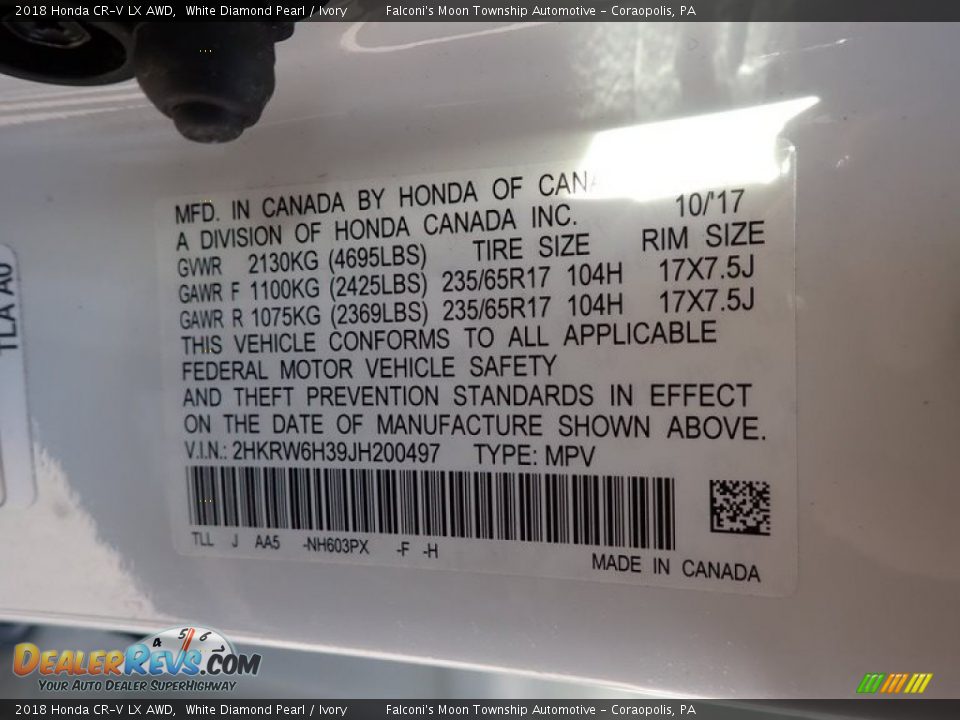 2018 Honda CR-V LX AWD, White Diamond Pearl / Ivory Falconi's Moon Township Automotive - Coraopolis, PA
MFD. IN CANADA BY HONDA OF
A DIVISION OF HONDA CANADA INC. 10/'17
GVWR 2130KG (4695LBS) TIRE SIZE RIM SIZE
GAWR F 1100KG (2425LBS) 235/65R17 104H 17X7.5J
GAWR R 1075KG (2369LBS) 235/65R17 104H 17X7.5J
THIS VEHICLE CONFORMS TO ALL APPLICABLE
FEDERAL MOTOR VEHICLE SAFETY
AND THEFT PREVENTION STANDARDS IN EFFECT
ON THE DATE OF MANUFACTURE SHOWN ABOVE.
V.I.N.: 2HKRW6H39JH200497 TYPE: MPV
TLL J AA5 -NH603PX -F -H
MADE IN CANADA
TLA A0
4 5 6
DEALERREVS.COM
YOUR AUTO DEALER SUPERHIGHWAY
2018 Honda CR-V LX AWD, White Diamond Pearl / Ivory Falconi's Moon Township Automotive - Coraopolis, PA